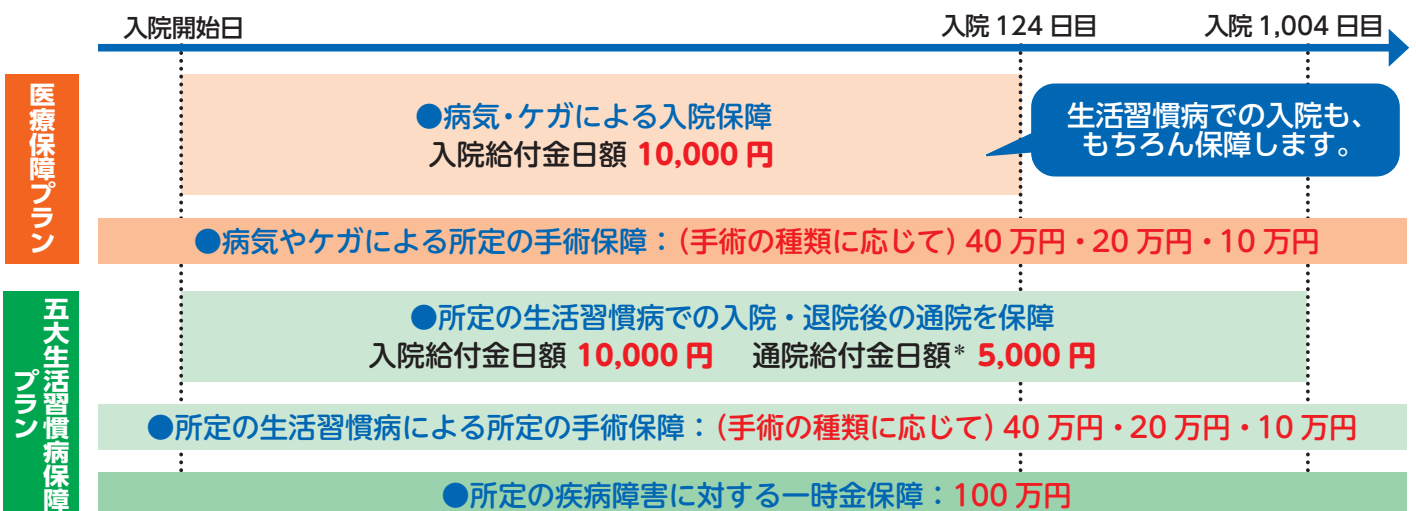 入院開始日
入院 124 日目
入院 1,004 日目
医療保障プラン
●病気・ケガによる入院保障
入院給付金日額 10,000 円
生活習慣病での入院も、
もちろん保障します。
●病気やケガによる所定の手術保障：（手術の種類に応じて）40 万円・20 万円・10 万円
五大生活習慣病保障
プラン
●所定の生活習慣病での入院・退院後の通院を保障
入院給付金日額 10,000 円 通院給付金日額* 5,000 円
●所定の生活習慣病による所定の手術保障：（手術の種類に応じて）40 万円・20 万円・10 万円
●所定の疾病障害に対する一時金保障：100 万円